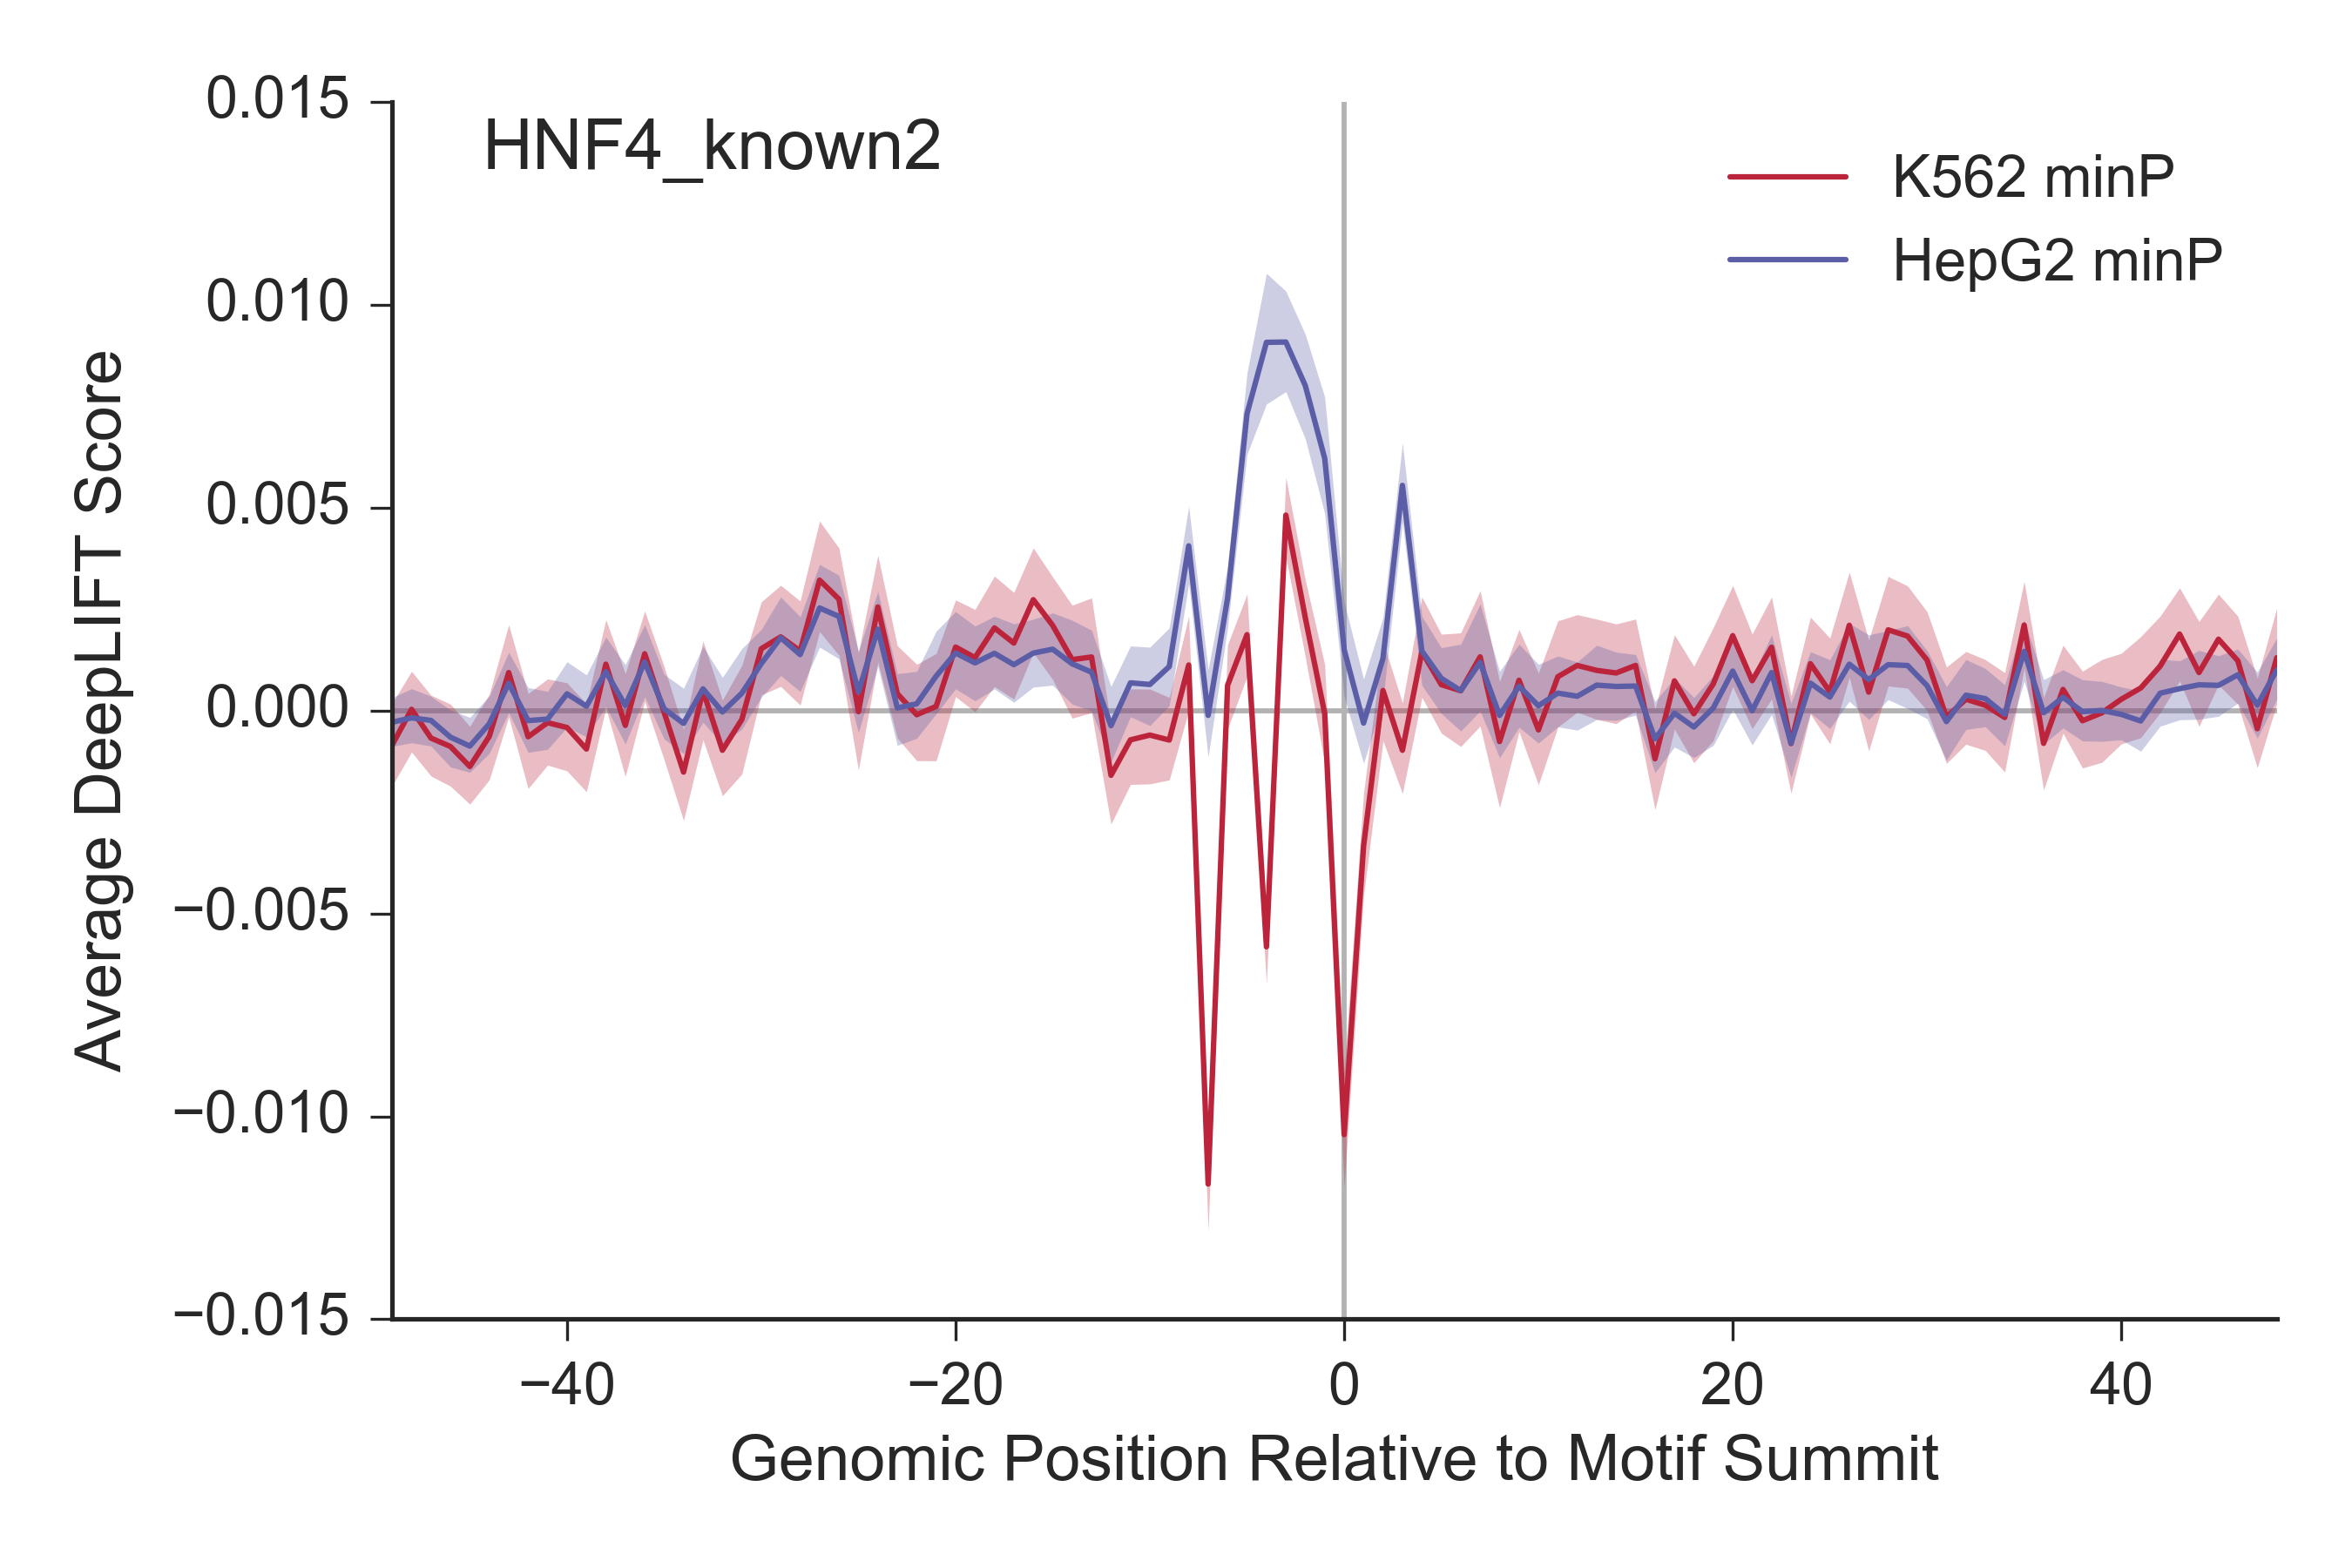 HNF4_known2
K562 minP
HepG2 minP
Average DeepLIFT Score
0.015
0.010
0.005
0.000
−0.005
−0.010
−0.015
−40
−20
0
20
40
Genomic Position Relative to Motif Summit